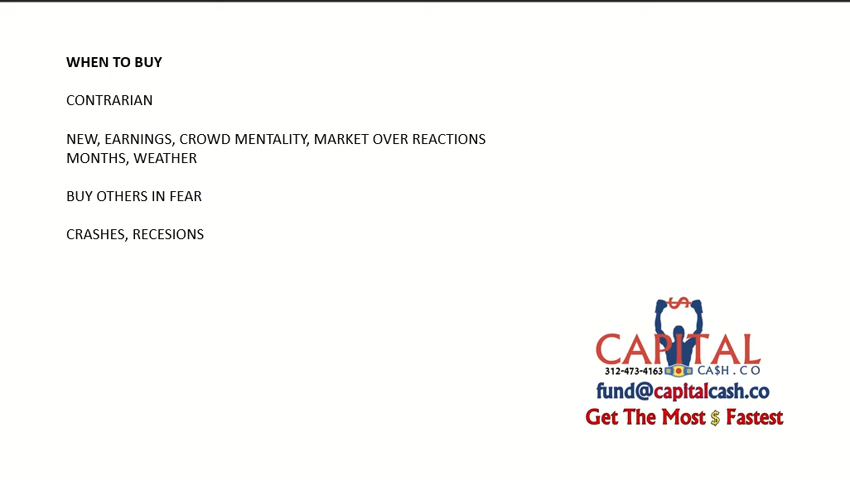 WHEN TO BUY
CONTRARIAN
NEW, EARNINGS, CROWD MENTALITY, MARKET OVER REACTIONS
MONTHS, WEATHER
BUY OTHERS IN FEAR
CRASHES, RECESIONS
$
CAPITAL
312-473-4163 CA$H.CO
fund@capitalcash.co
Get The Most $ Fastest